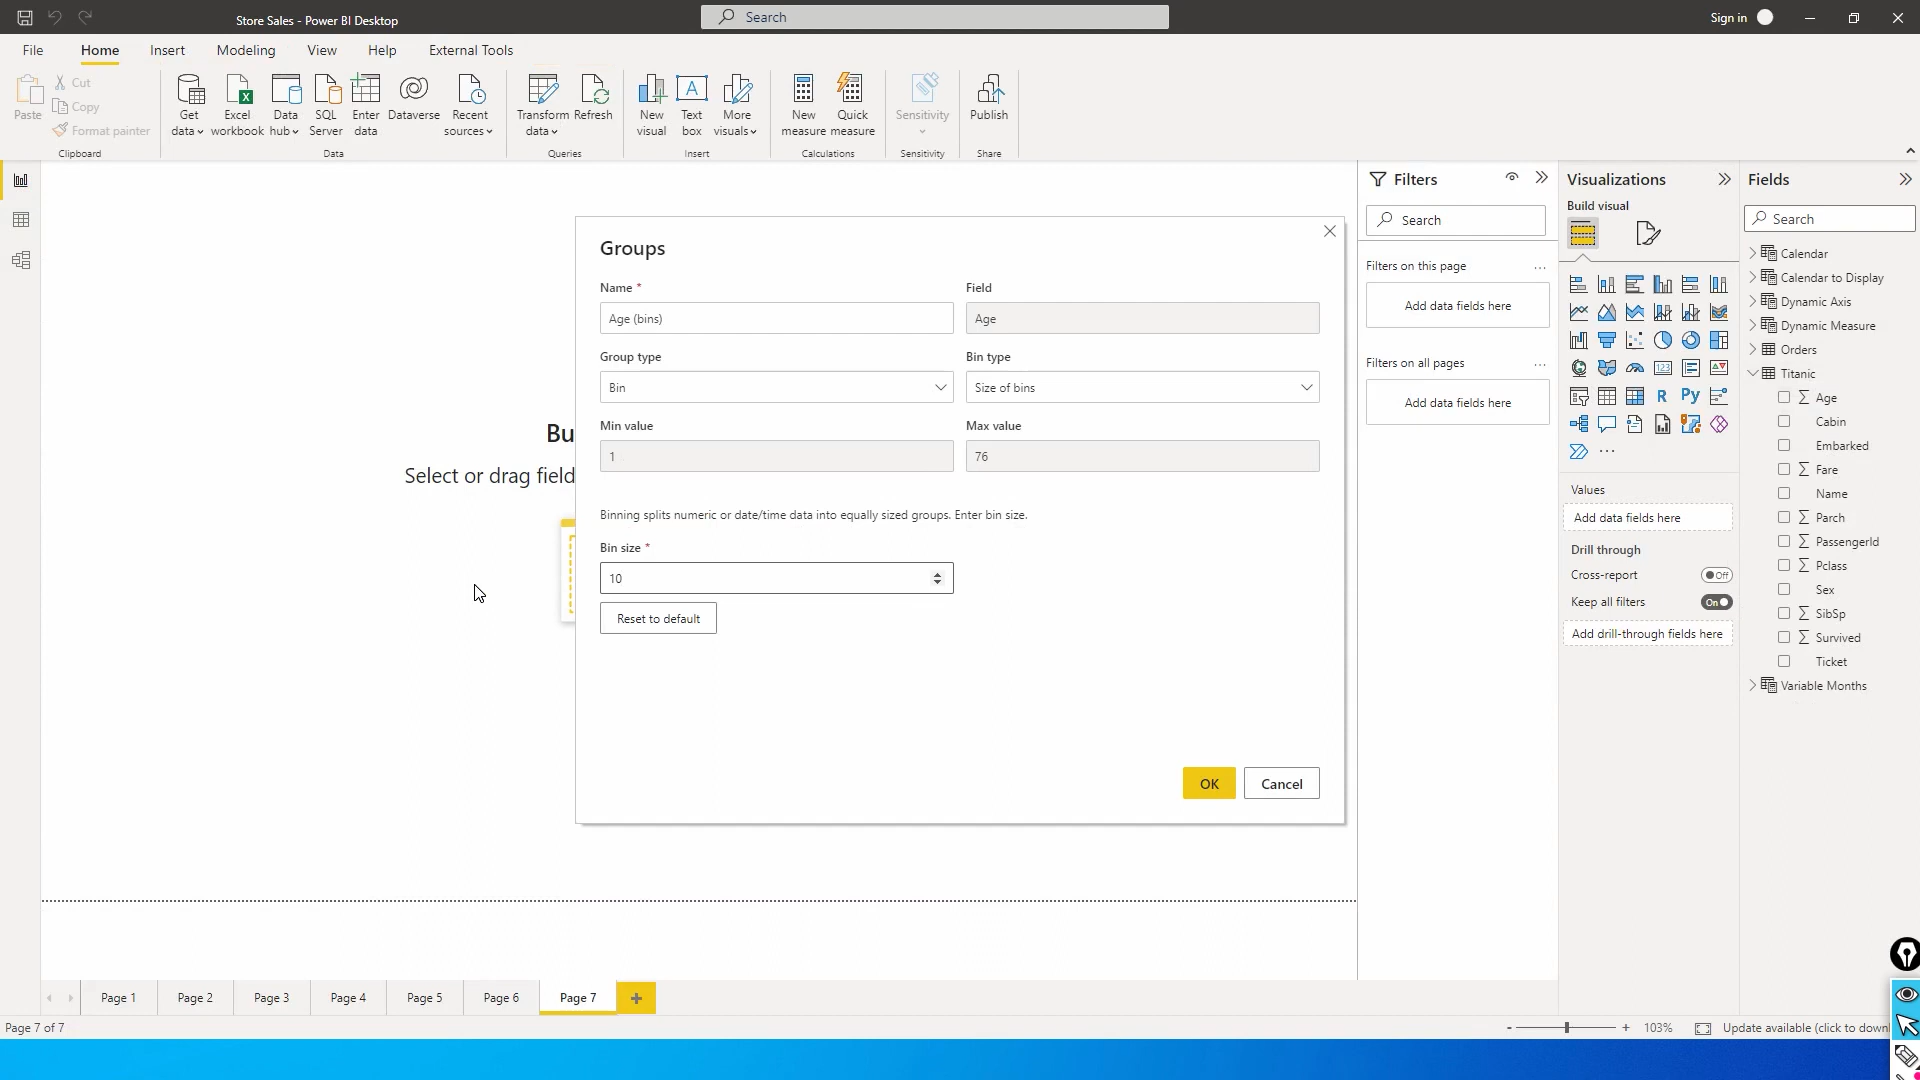 Store Sales - Power BI Desktop
Search
Sign in
File
Home
Insert
Modeling
View
Help
External Tools
Paste
Cut
Copy
Format painter
Clipboard
Get data
Excel workbook
Data hub
SQL Server
Enter data
Dataverse
Recent sources
Data
Transform data
Refresh
Queries
New visual
Text box
More visuals
Insert
New measure
Quick measure
Calculations
Sensitivity
Sensitivity
Publish
Share
Bu
Select or drag field
Groups
Name *
Age (bins)
Field
Age
Group type
Bin
Bin type
Size of bins
Min value
1
Max value
76
Binning splits numeric or date/time data into equally sized groups. Enter bin size.
Bin size *
10
Reset to default
OK
Cancel
Filters
Search
Filters on this page
Add data fields here
Filters on all pages
Add data fields here
Visualizations
Build visual
123
R
Py
Values
Add data fields here
Drill through
Cross-report
Off
Keep all filters
On
Add drill-through fields here
Fields
Search
Calendar
Calendar to Display
Dynamic Axis
Dynamic Measure
Orders
Titanic
Age
Cabin
Embarked
Fare
Name
Parch
PassengerId
Pclass
Sex
SibSp
Survived
Ticket
Variable Months
Page 1
Page 2
Page 3
Page 4
Page 5
Page 6
Page 7
Page 7 of 7
- + 103%
Update available (click to downl